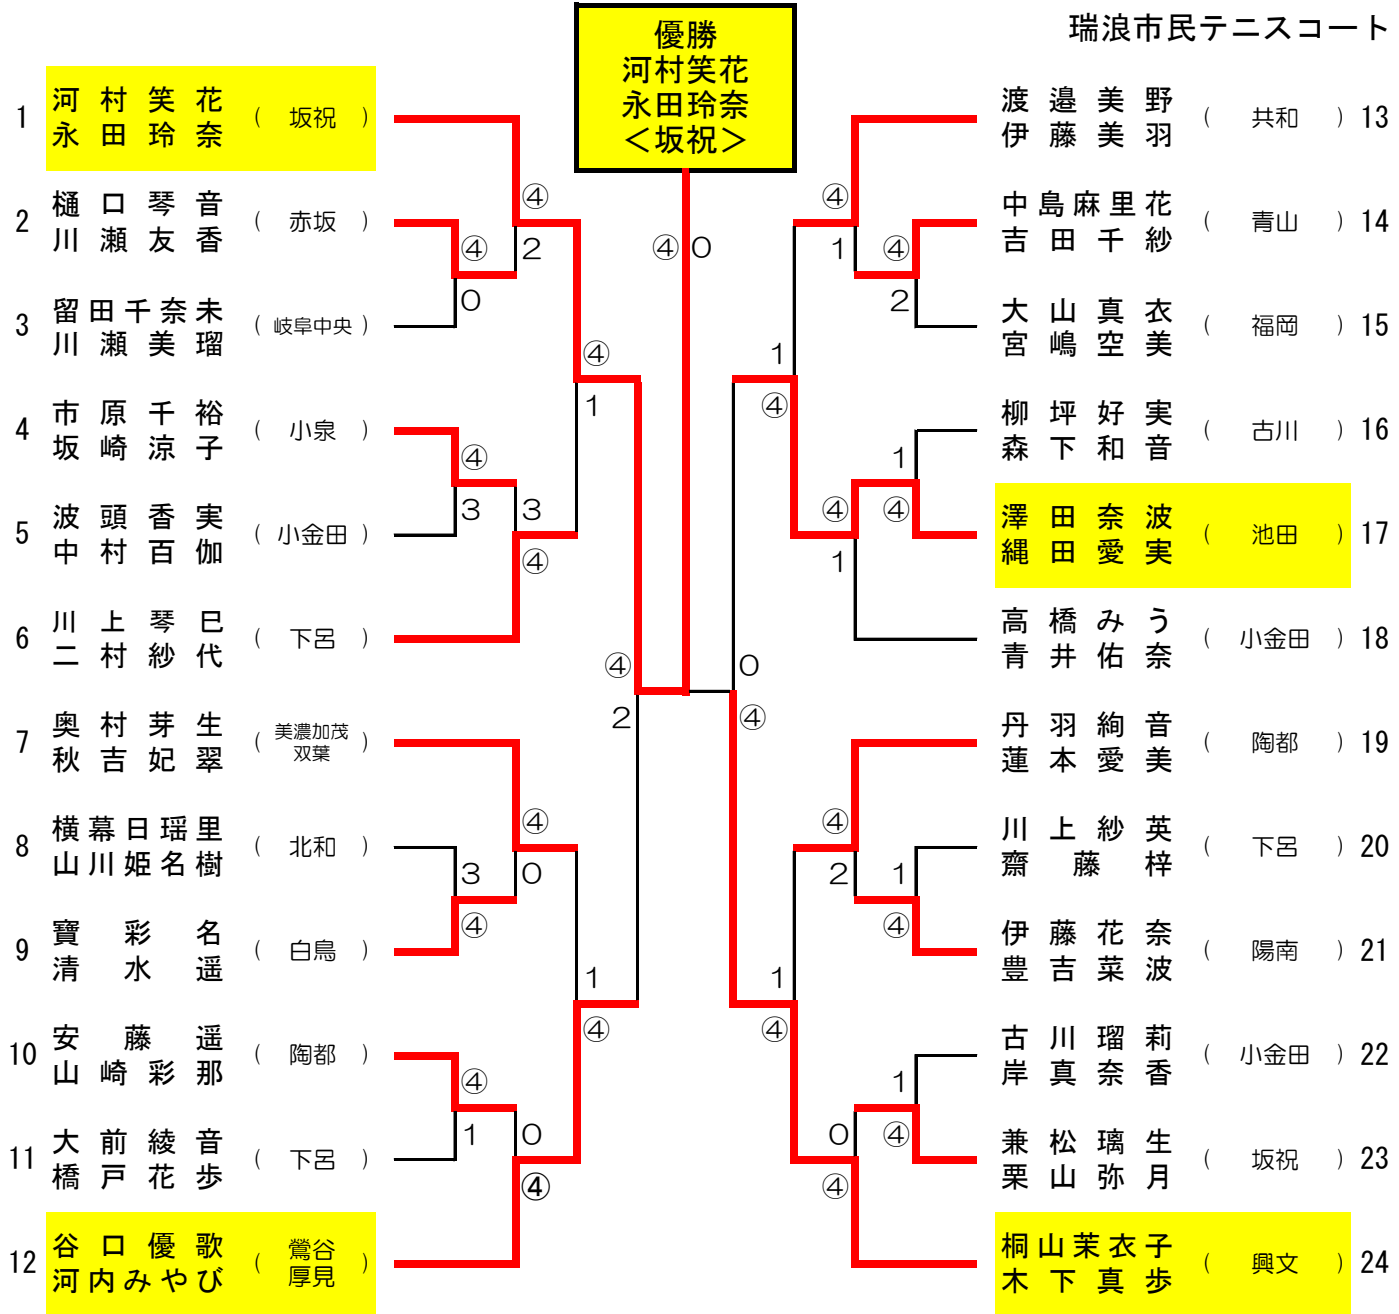 瑞浪市民テニスコート
優勝
河村笑花
永田玲奈
＜坂祝＞
1 河村笑花 永田玲奈 (坂祝)
2 樋口琴音 川瀬友香 (赤坂)
3 留田千奈未 川瀬美瑠 (岐阜中央)
4 市原千裕 坂崎涼子 (小泉)
5 波頭香実 中村百伽 (小金田)
6 川上琴巳 二村紗代 (下呂)
7 奥村芽生 秋吉妃翠 (美濃加茂双葉)
8 横幕日瑶里 山川姫名樹 (北和)
9 寶彩名 清水遥 (白鳥)
10 安藤遥 山崎彩那 (陶都)
11 大前綾音 橋戸花歩 (下呂)
12 谷口優歌 河内みやび (鶯谷厚見)
④
2
④
0
④
1
④
3
3
④
④
2
④
0
3
④
1
④
④
1
0
④
④ 0
渡邉美野 伊藤美羽 (共和) 13
中島麻里花 吉田千紗 (青山) 14
大山真衣 宮嶋空美 (福岡) 15
柳坪好実 森下和音 (古川) 16
澤田奈波 縄田愛実 (池田) 17
高橋みう 青井佑奈 (小金田) 18
丹羽絢音 蓮本愛美 (陶都) 19
川上紗英 齋藤梓 (下呂) 20
伊藤花奈 豊吉菜波 (陽南) 21
古川瑠莉 岸真奈香 (小金田) 22
兼松璃生 栗山弥月 (坂祝) 23
桐山茉衣子 木下真歩 (興文) 24
④
1
④
2
1
④
1
④
④
1
0
④
④
2
1
④
1
④
1
④
0
④